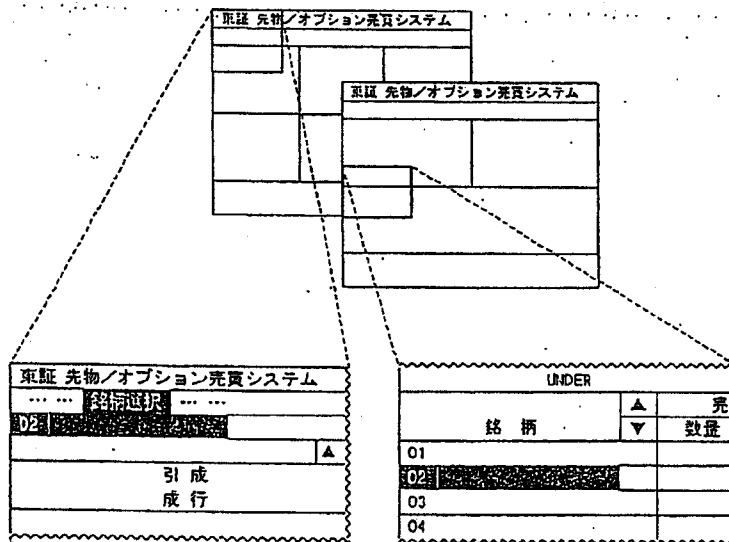 東証 先物／オプション売買システム
東証 先物／オプション売買システム
東証 先物／オプション売買システム
… … 銘柄選択 … …
02
▲
引成
成行
UNDER
銘 柄 ▲ 売
▼ 数量
01
02
03
04